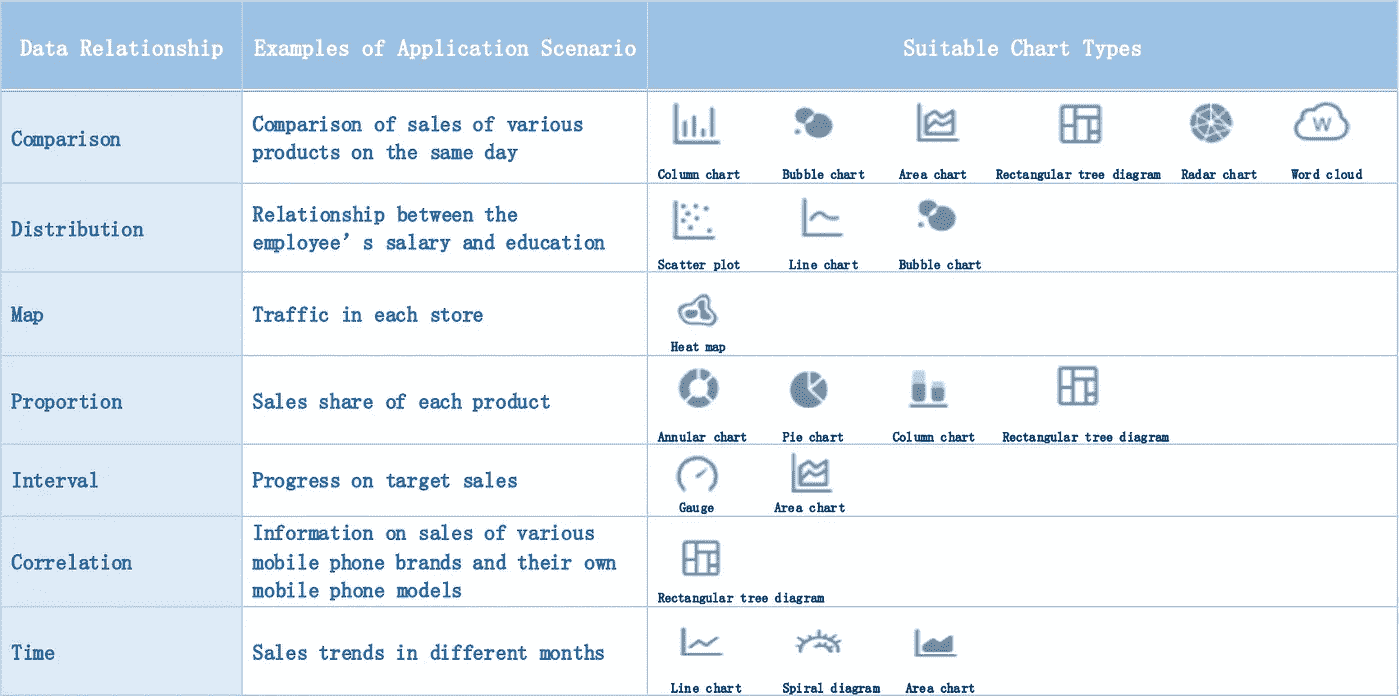 Data Relationship
Examples of Application Scenario
Suitable Chart Types
Comparison
Comparison of sales of various
products on the same day
W
Column chart
Bubble chart
Area chart
Rectangular tree diagram
Radar chart
Word cloud
Distribution
Relationship between the
employee’s salary and education
Scatter plot
Line chart
Bubble chart
Map
Traffic in each store
Heat map
Proportion
Sales share of each product
Annular chart
Pie chart
Column chart
Rectangular tree diagram
Interval
Progress on target sales
Gauge
Area chart
Correlation
Information on sales of various
mobile phone brands and their own
mobile phone models
Rectangular tree diagram
Time
Sales trends in different months
Line chart
Spiral diagram
Area chart